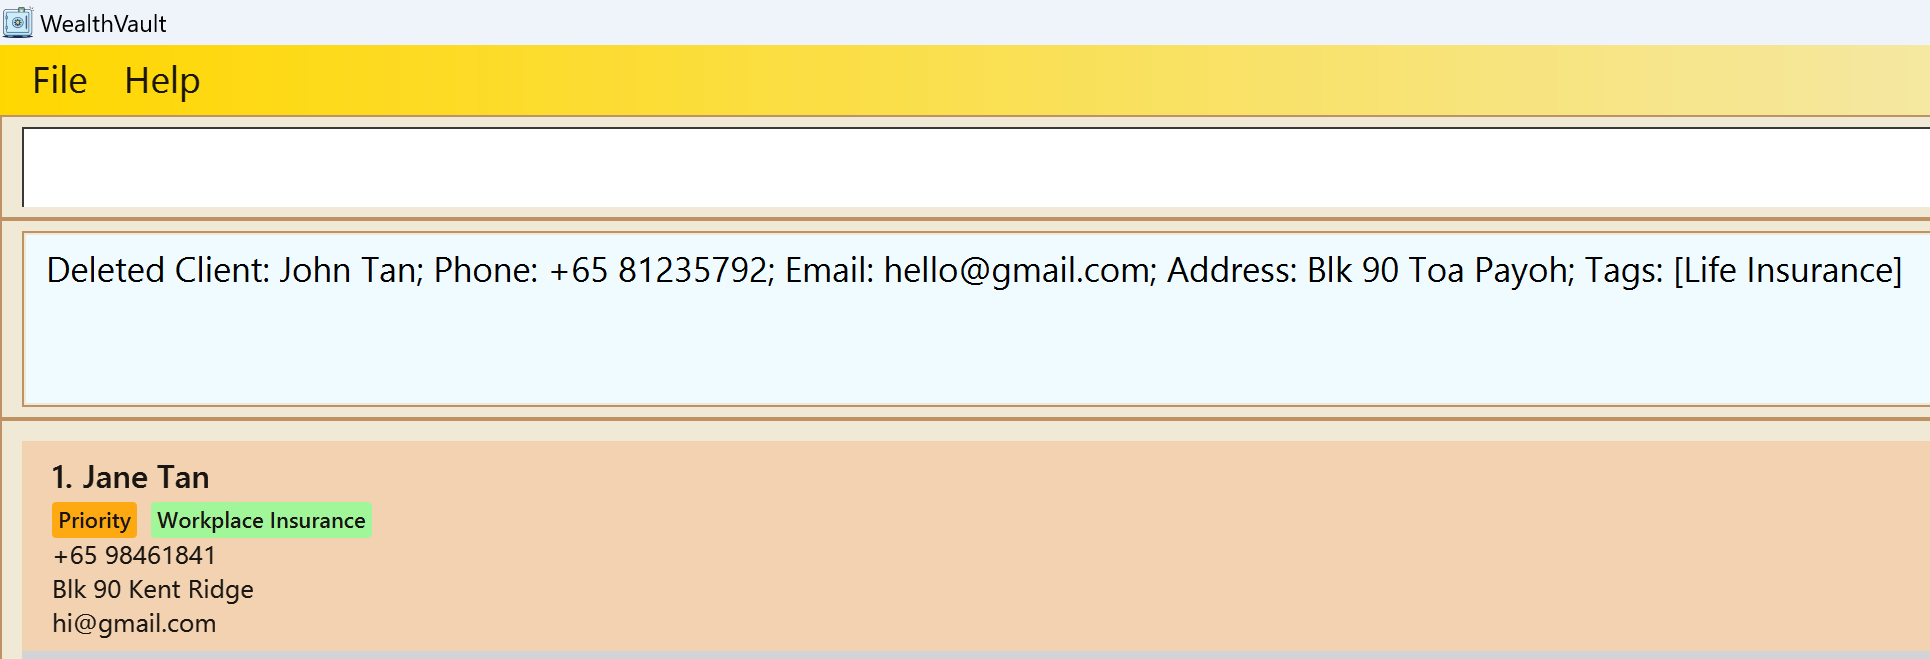 WealthVault
File Help
Deleted Client: John Tan; Phone: +65 81235792; Email: hello@gmail.com; Address: Blk 90 Toa Payoh; Tags: [Life Insurance]
1. Jane Tan
Priority Workplace Insurance
+65 98461841
Blk 90 Kent Ridge
hi@gmail.com